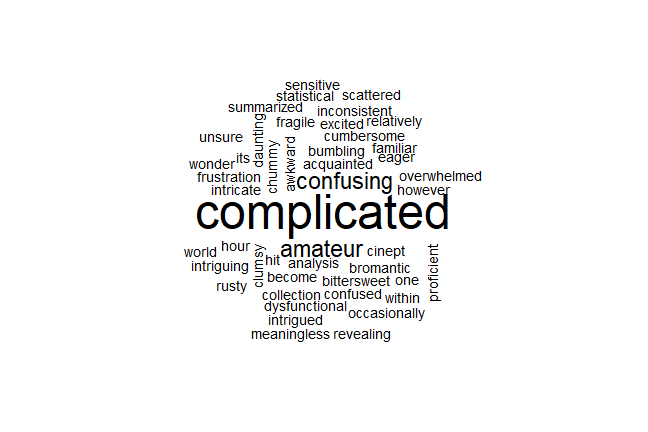 sensitive
statistical scattered
summarized inconsistent
fragile excited relatively
unsure daunting cumbersome
its chummy awkward bumbling familiar
wonder acquainted eager
frustration confusing overwhelmed
intricate however
complicated
world hour clumsy amateur cinept proficient
intriguing hit analysis bromantic
rusty become bittersweet one
collection confused within
dysfunctional occasionally
intrigued
meaningless revealing